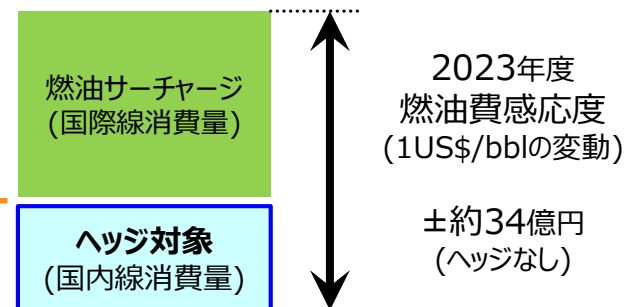 燃油サーチャージ
(国際線消費量)
ヘッジ対象
(国内線消費量)
2023年度
燃油費感応度
(1US$/bblの変動)
±約34億円
(ヘッジなし)